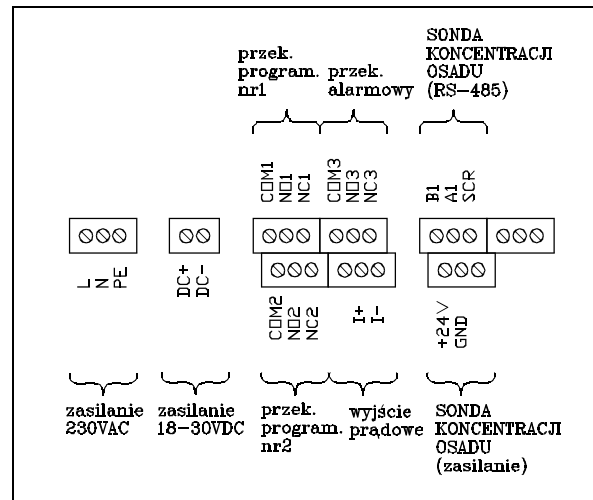 SONDA
KONCENTRACJI
OSADU
(RS-485)
przek.
program.
nr1
przek.
alarmowy
COM1
NO1
NC1
COM3
NO3
NC3
B1
A1
SCR
L
N
PE
DC+
DC-
COM2
NO2
NC2
I+
I-
+24V
GND
zasilanie
230VAC
zasilanie
18-30VDC
przek.
program.
nr2
wyjście
prądowe
SONDA
KONCENTRACJI
OSADU
(zasilanie)